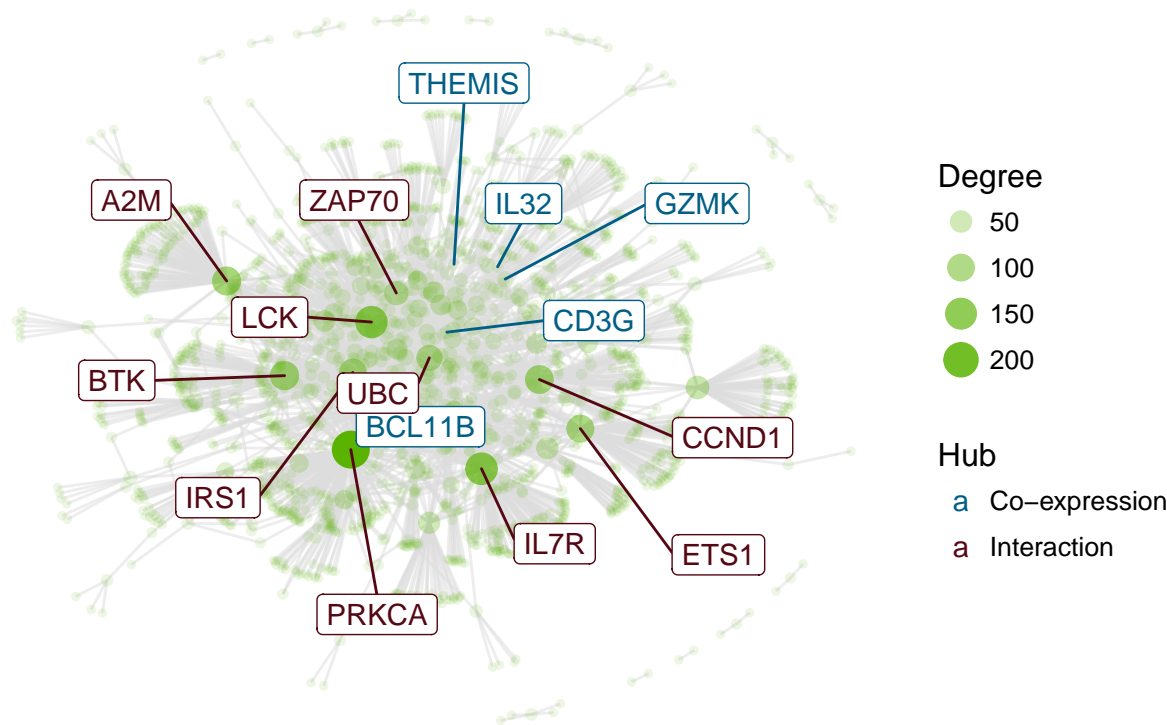 THEMIS
A2M
ZAP70
IL32
GZMK
LCK
CD3G
BTK
UBC
BCL11B
CCND1
IRS1
IL7R
ETS1
PRKCA
Degree
50
100
150
200
Hub
a Co−expression
a Interaction